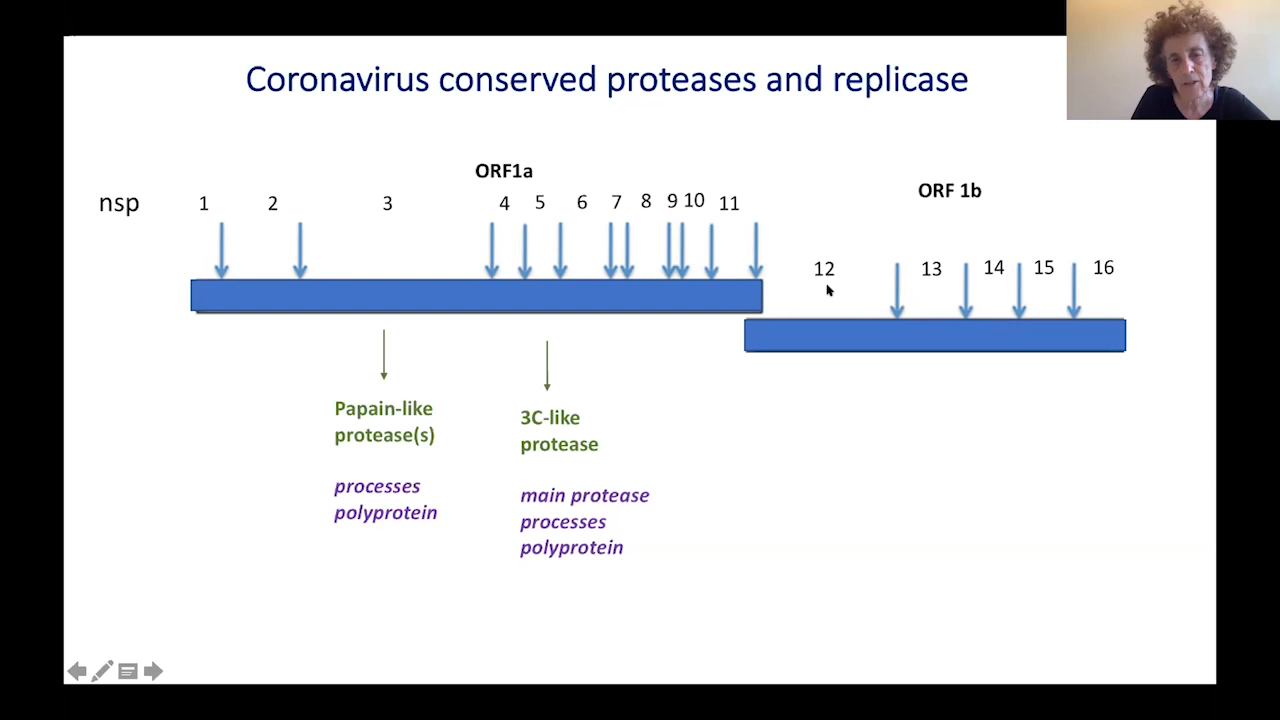 Coronavirus conserved proteases and replicase
ORF1a
ORF 1b
nsp 1 2 3 4 5 6 7 8 9 10 11
12 13 14 15 16
Papain-like
protease(s)
processes
polyprotein
3C-like
protease
main protease
processes
polyprotein